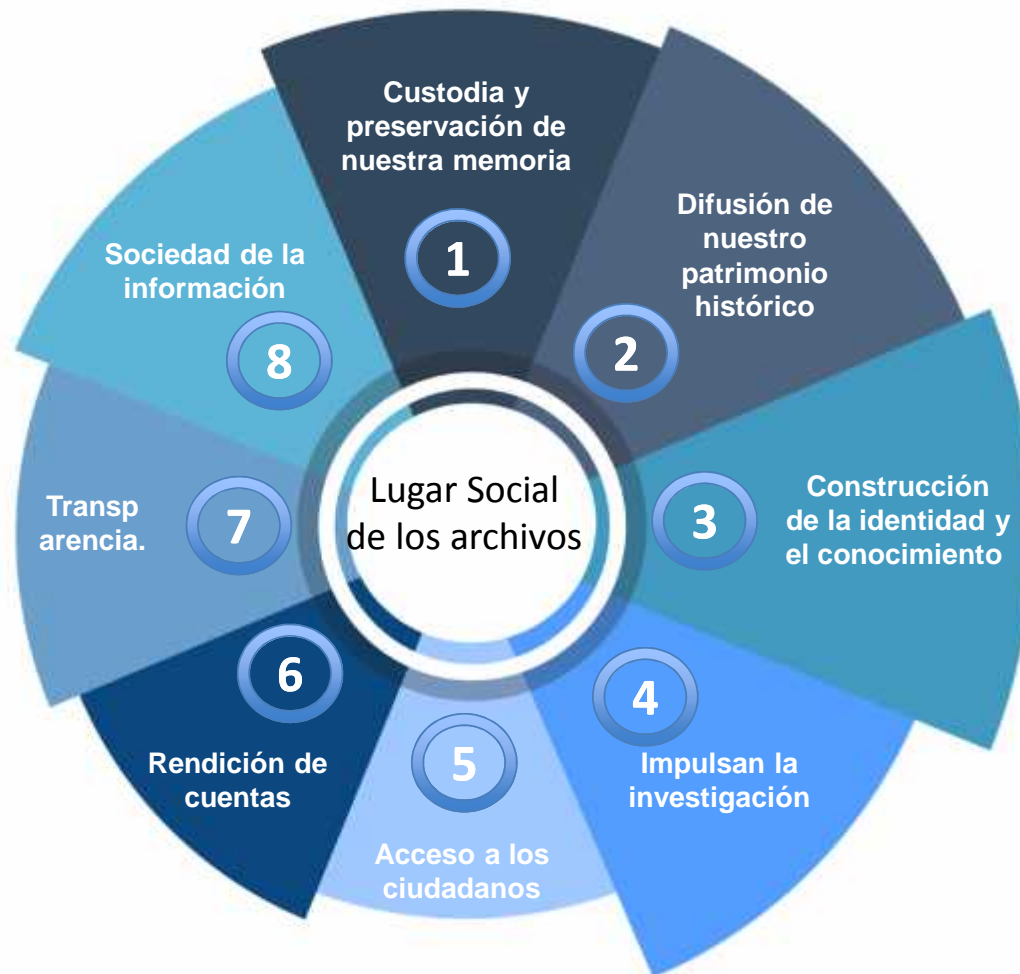 Custodia y
preservación de
nuestra memoria
1
Difusión de
nuestro
patrimonio
histórico
2
Construcción
de la identidad y
el conocimiento
3
Impulsan la
investigación
4
Acceso a los
ciudadanos
5
Rendición de
cuentas
6
Transp
arencia.
7
Sociedad de la
información
8
Lugar Social
de los archivos